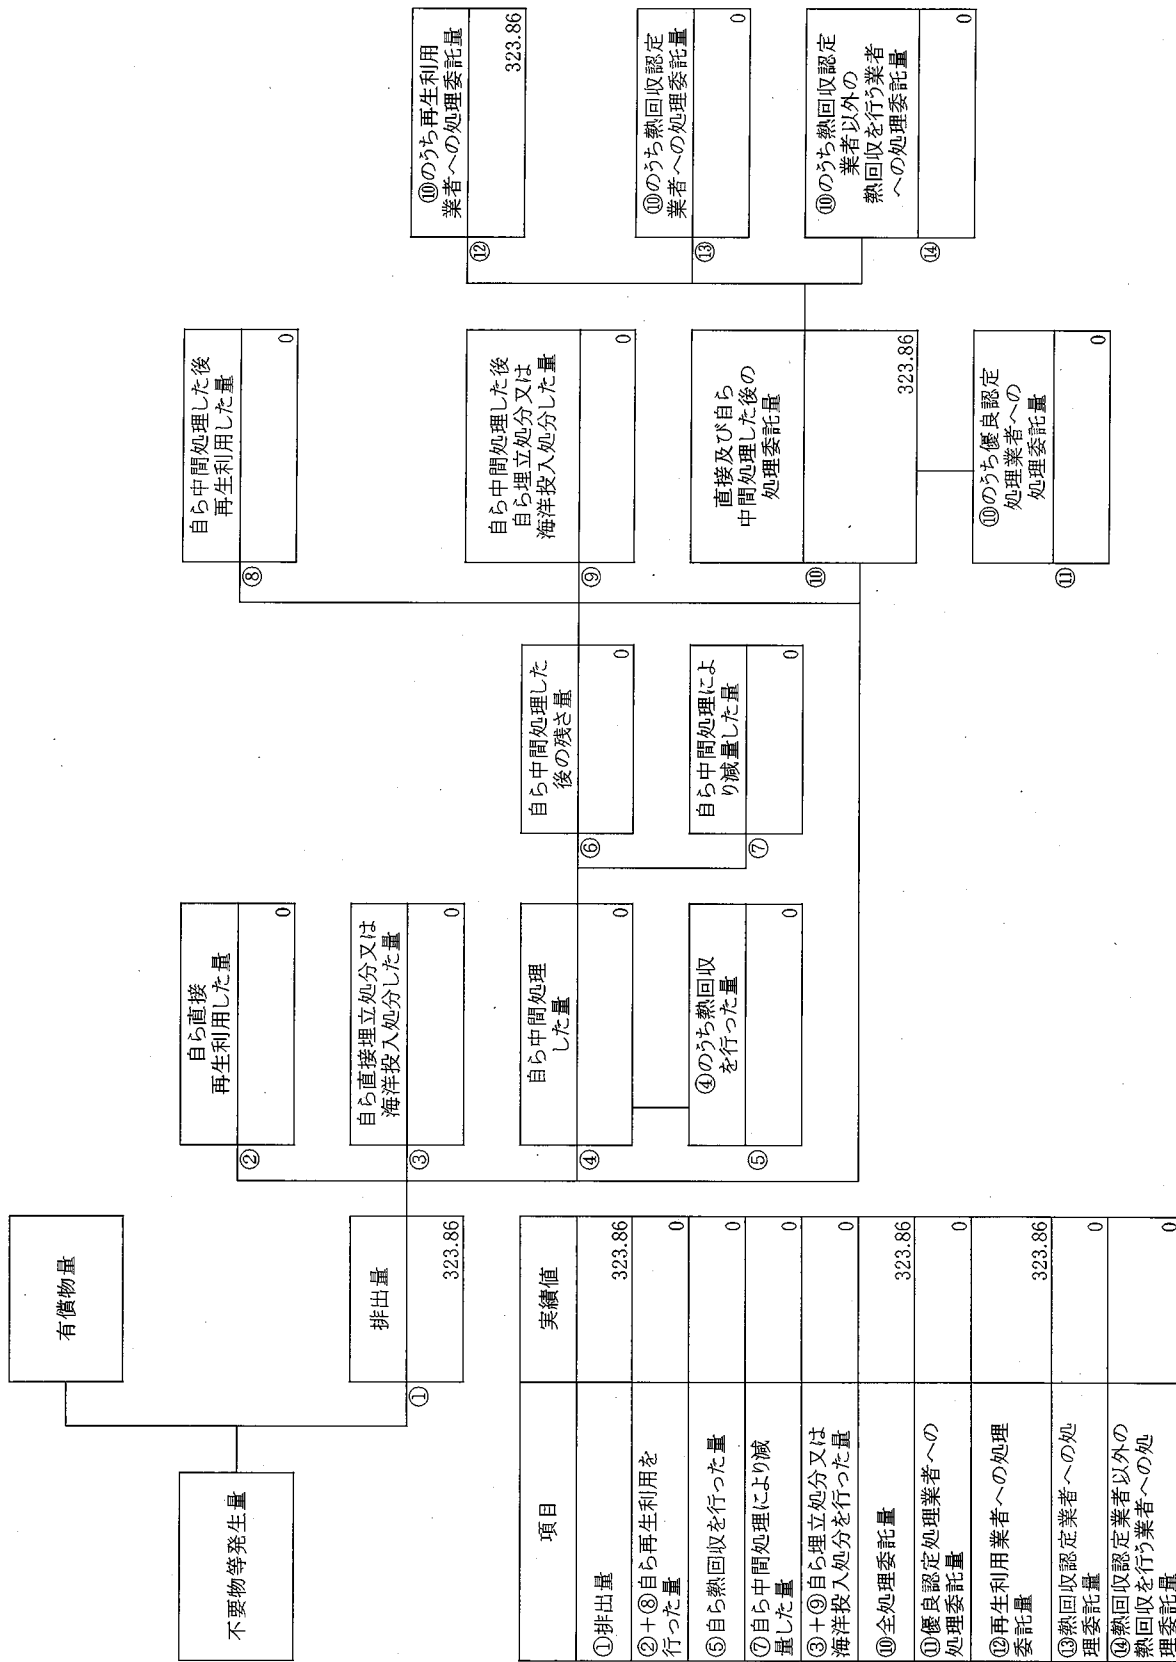 不要物等発生量
有償物量
①
排出量
323.86
②
自ら直接
再生利用した量
0
③
自ら直接埋立処分又は
海洋投入処分した量
0
④
自ら中間処理
した量
0
⑤
④のうち熱回収
を行った量
0
⑥
自ら中間処理した
後の残さ量
0
⑦
自ら中間処理によ
り減量した量
0
⑧
自ら中間処理した後
再生利用した量
0
⑨
自ら中間処理した後
自ら埋立処分又は
海洋投入処分した量
0
⑩
直接及び自ら
中間処理した後の
処理委託量
323.86
⑪
⑩のうち優良認定
処理業者への
処理委託量
0
⑫
⑩のうち再生利用
業者への処理委託量
323.86
⑬
⑩のうち熱回収認定
業者への処理委託量
0
⑭
⑩のうち熱回収認定
業者以外の
熱回収を行う業者
への処理委託量
0
項目
実績値
①排出量
323.86
②+⑧自ら再生利用を
行った量
0
⑤自ら熱回収を行った量
0
⑦自ら中間処理により減
量した量
0
③+⑨自ら埋立処分又は
海洋投入処分を行った量
0
⑩全処理委託量
323.86
⑪優良認定処理業者への
処理委託量
0
⑫再生利用業者への処理
委託量
323.86
⑬熱回収認定業者への処
理委託量
0
⑭熱回収認定業者以外の
熱回収を行う業者への処
理委託量
0